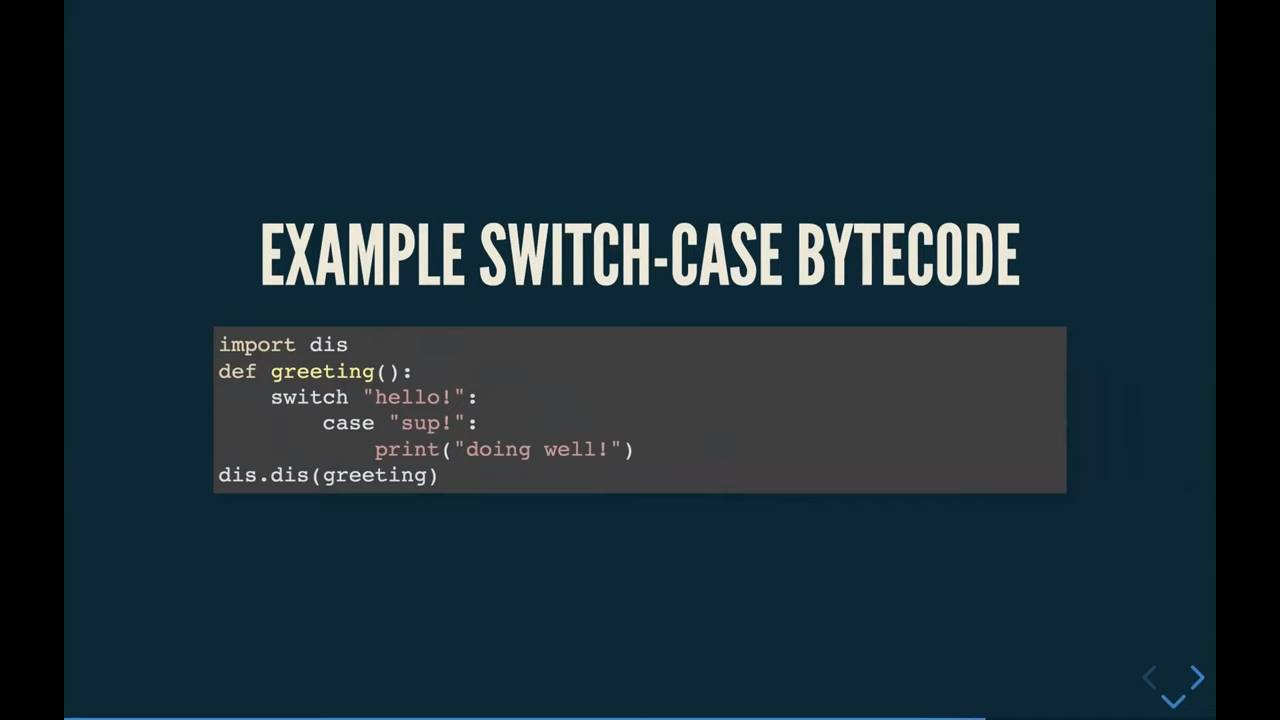 EXAMPLE SWITCH-CASE BYTECODE
import dis
def greeting():
    switch "hello!":
        case "sup!":
            print("doing well!")
dis.dis(greeting)